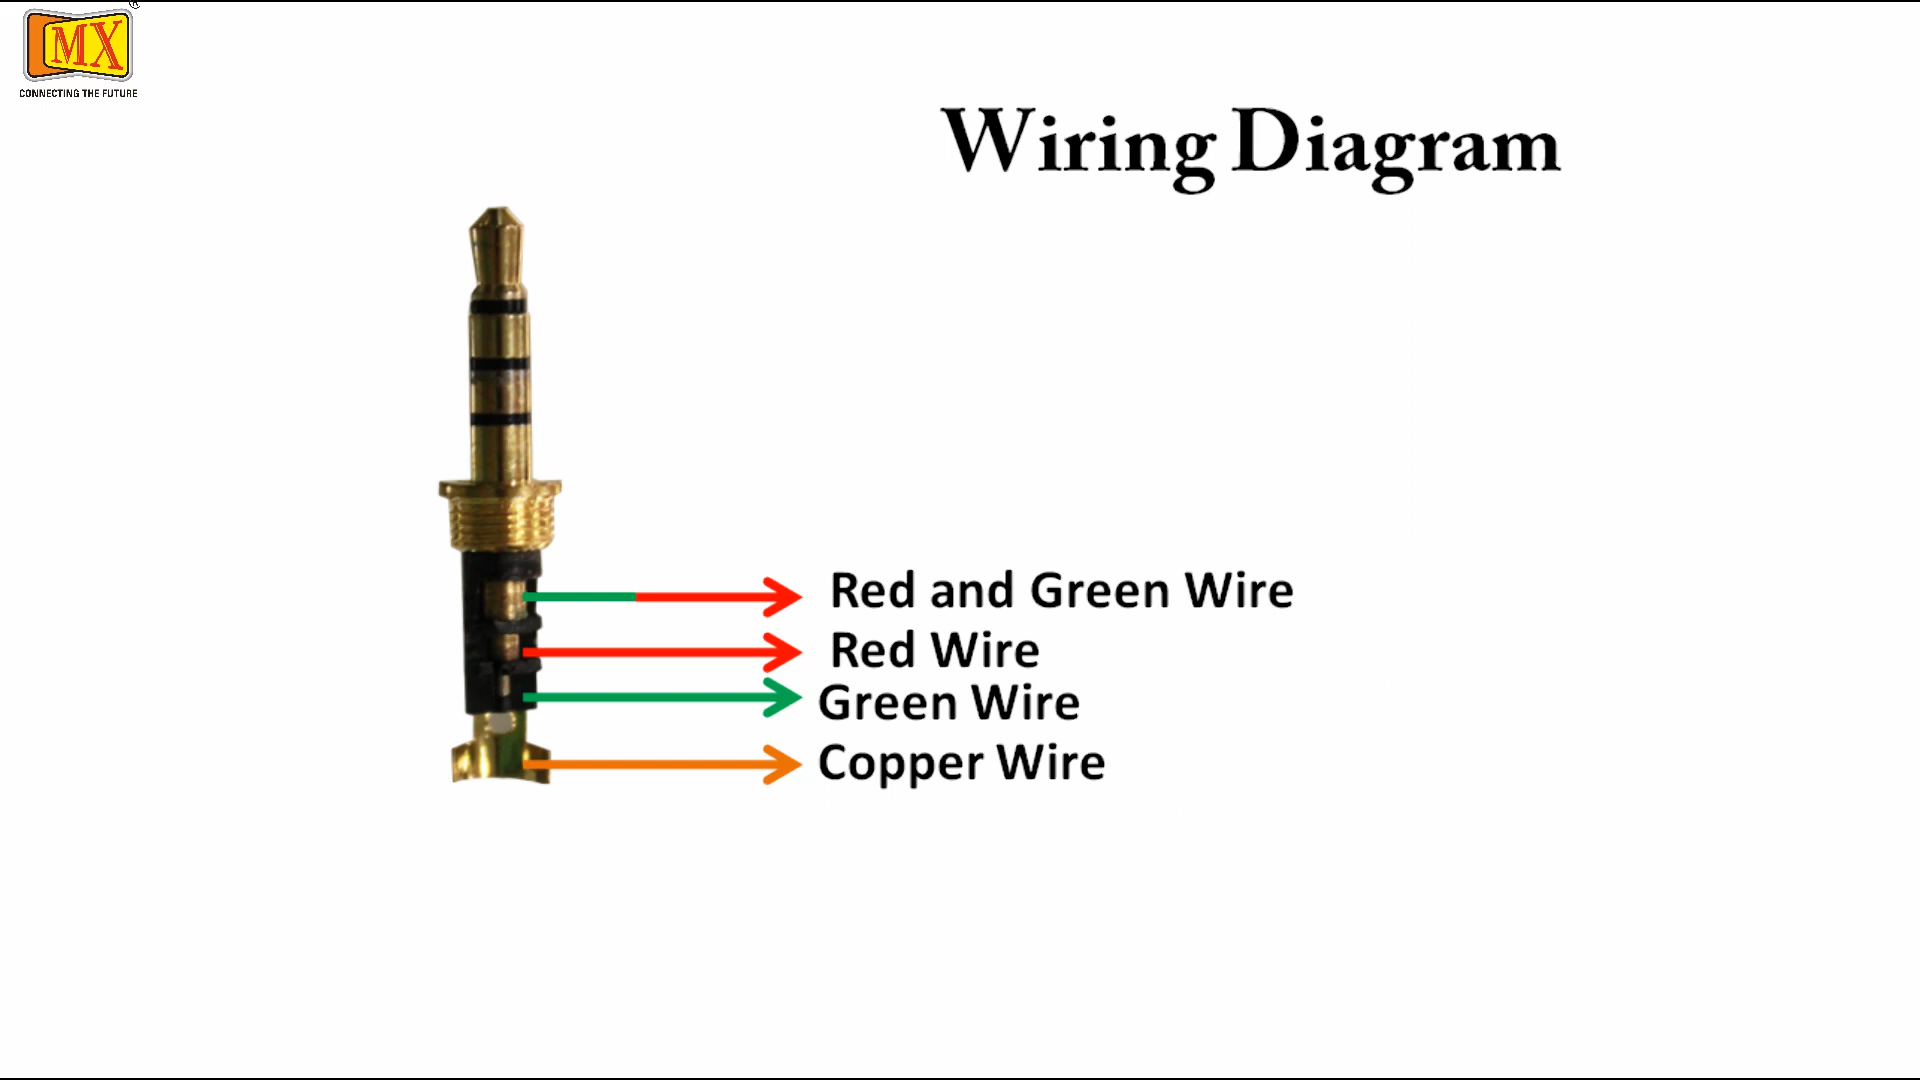 ®
MX
CONNECTING THE FUTURE
Wiring Diagram
Red and Green Wire
Red Wire
Green Wire
Copper Wire